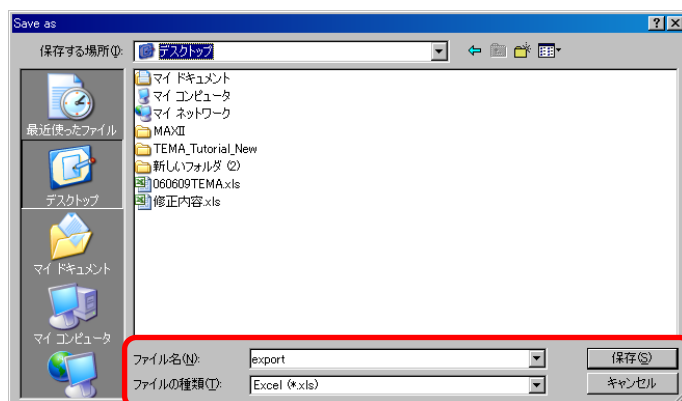 Save as
保存する場所(I):
デスクトップ
最近使ったファイル
デスクトップ
マイ ドキュメント
マイ コンピュータ
マイ ドキュメント
マイ コンピュータ
マイ ネットワーク
MAXII
TEMA_Tutorial_New
新しいフォルダ (2)
060609TEMA.xls
修正内容.xls
ファイル名(N):
export
保存(S)
ファイルの種類(T):
Excel (*.xls)
キャンセル